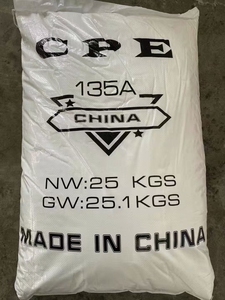 CPE
135A
CHINA
NW:25 KGS
GW:25.1KGS
MADE IN CHINA